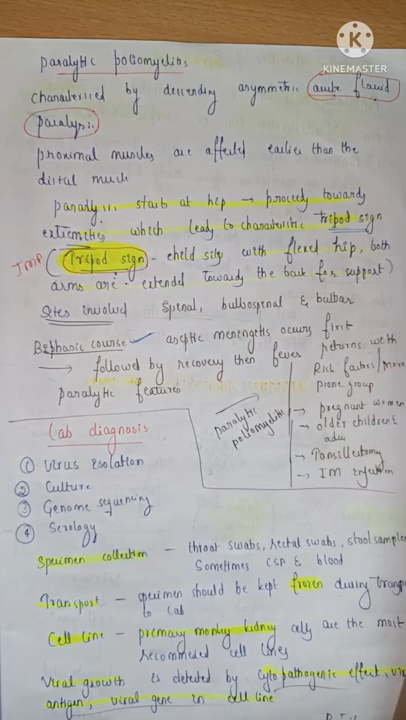 KINEMASTER
paralytic poliomyelitis
characterised by descending asymmetric acute flaccid
paralysis
proximal muscles are affected earliest than the
distal muscle
paralysis starts at hip → proceed towards
extremities which leads to characteristic tripod sign
IMP (Tripod sign - child sits with flexed hip, both
arms are extended towards the back for support)
Sites involved Spinal, bulbospinal & bulbar
Biphasic course ✓ aseptic meningitis occurs first
→ followed by recovery then fever returns with
paralytic features
Risk factors/more
prone group
paralytic
poliomyelitis
→ pregnant women
→ older children &
adu
→ Tonsillectomy
→ IM injection
Lab diagnosis
① Virus isolation
② Culture
③ Genome sequencing
④ Serology
Specimen collection - throat swabs, rectal swabs, stool samples
Sometimes CSF & blood
Transport - specimen should be kept frozen during transp
to lab
Cell line - primary monkey kidney cells are the most
recommended cell lines
Viral growth is detected by cytopathogenic effect, vir
antigen, viral gene in cell line